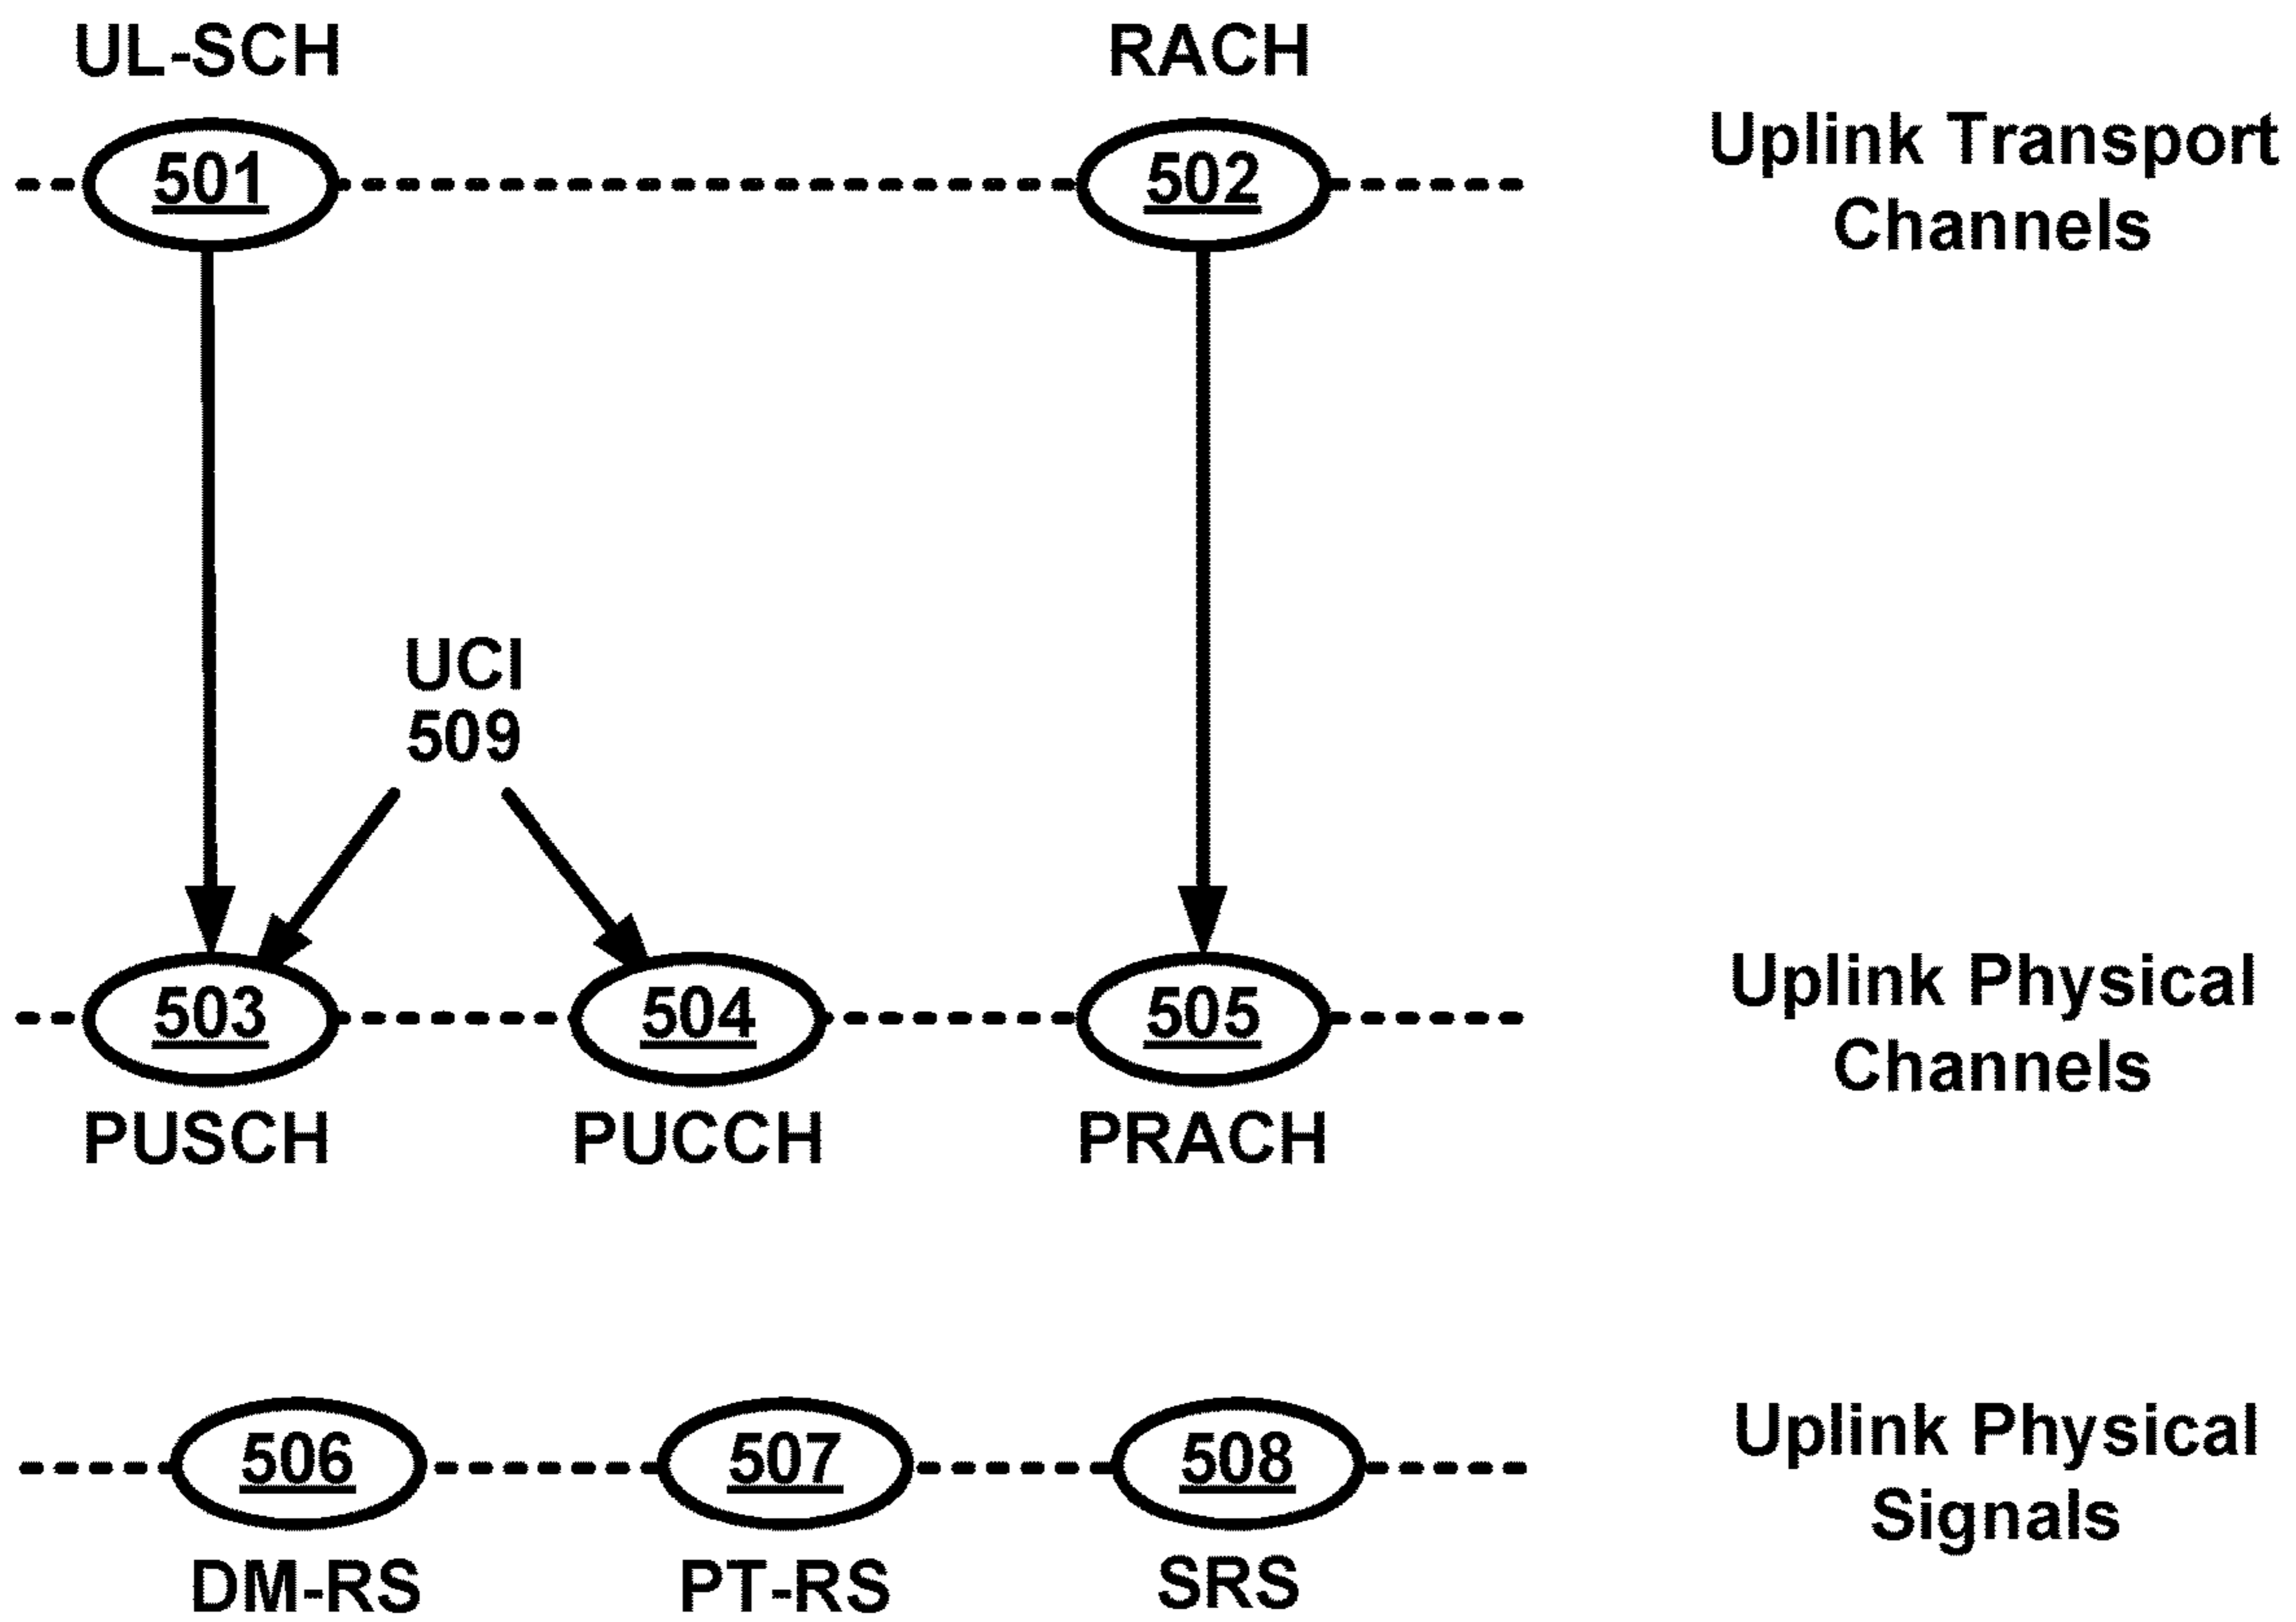 UL-SCH
RACH
501
502
Uplink Transport
Channels
UCI
509
503
504
505
Uplink Physical
Channels
PUSCH
PUCCH
PRACH
506
507
508
Uplink Physical
Signals
DM-RS
PT-RS
SRS